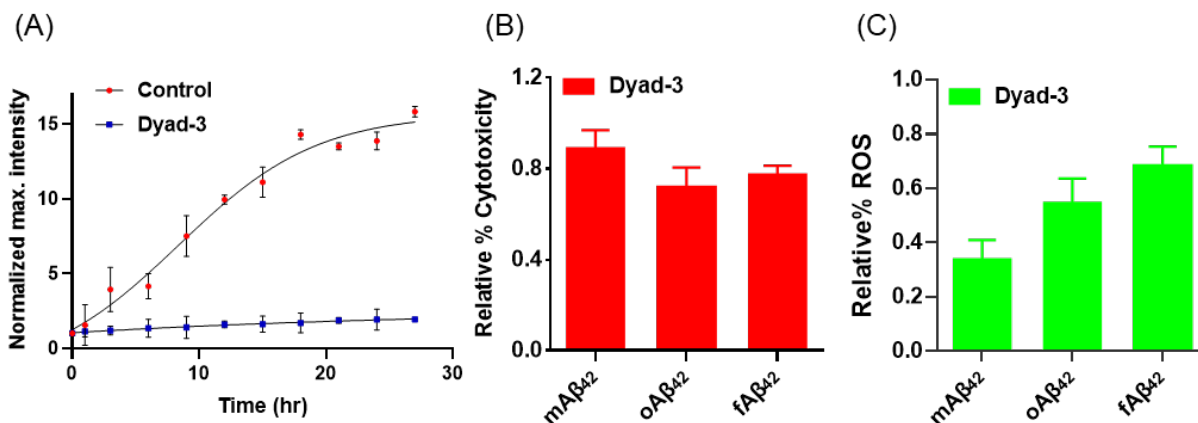 (A)
Control
Dyad-3
Normalized max. intensity
15
10
5
0
0
10
20
30
Time (hr)
(B)
Dyad-3
Relative % Cytotoxicity
1.2
0.8
0.4
0.0
mAβ42
oAβ42
fAβ42
(C)
Dyad-3
Relative% ROS
1.0
0.8
0.6
0.4
0.2
0.0
mAβ42
oAβ42
fAβ42